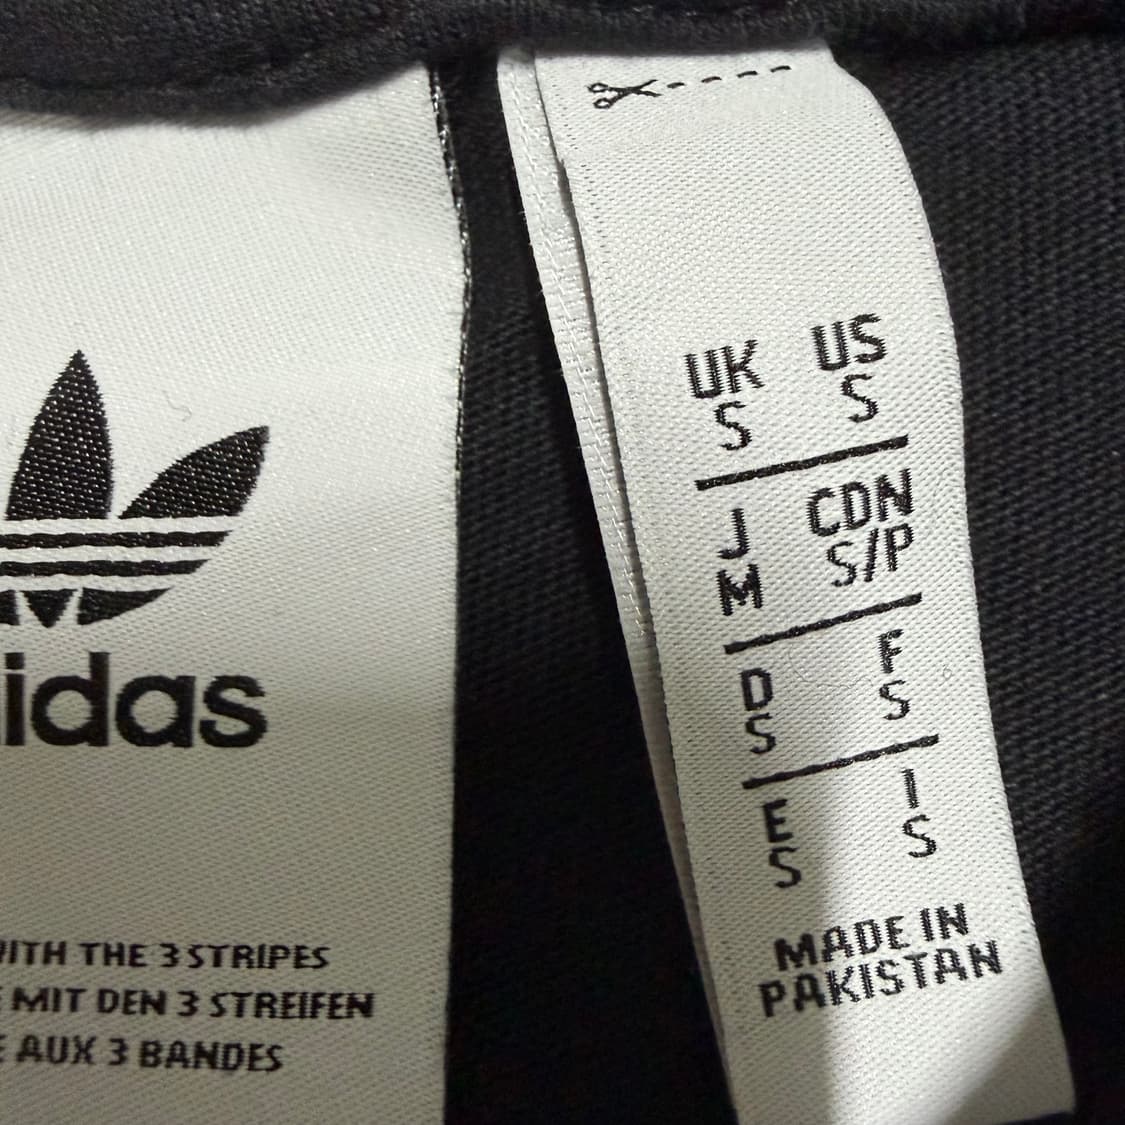 idas
WITH THE 3 STRIPES
MIT DEN 3 STREIFEN
AUX 3 BANDES
UK US
S S
J CDN
M S/P
D F
S S
E I
S S
MADE IN
PAKISTAN